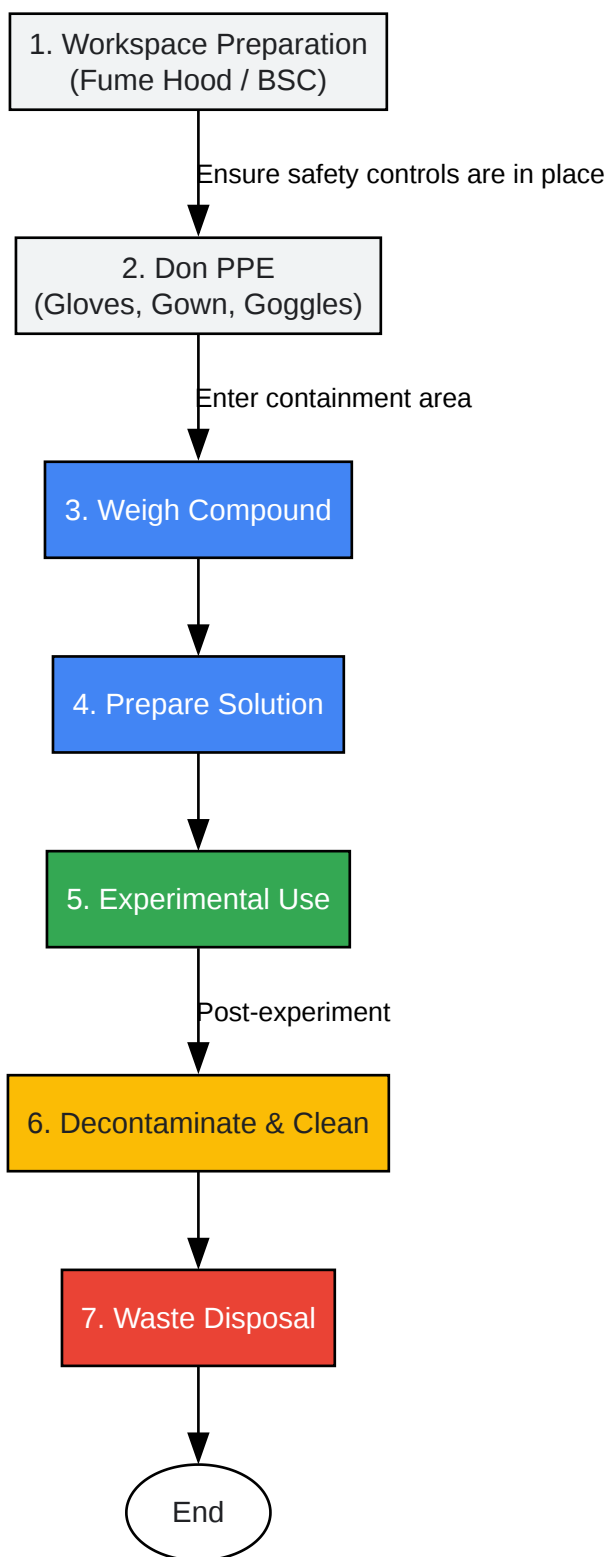 1. Workspace Preparation
(Fume Hood / BSC)
Ensure safety controls are in place
2. Don PPE
(Gloves, Gown, Goggles)
Enter containment area
3. Weigh Compound
4. Prepare Solution
5. Experimental Use
Post-experiment
6. Decontaminate & Clean
7. Waste Disposal
End